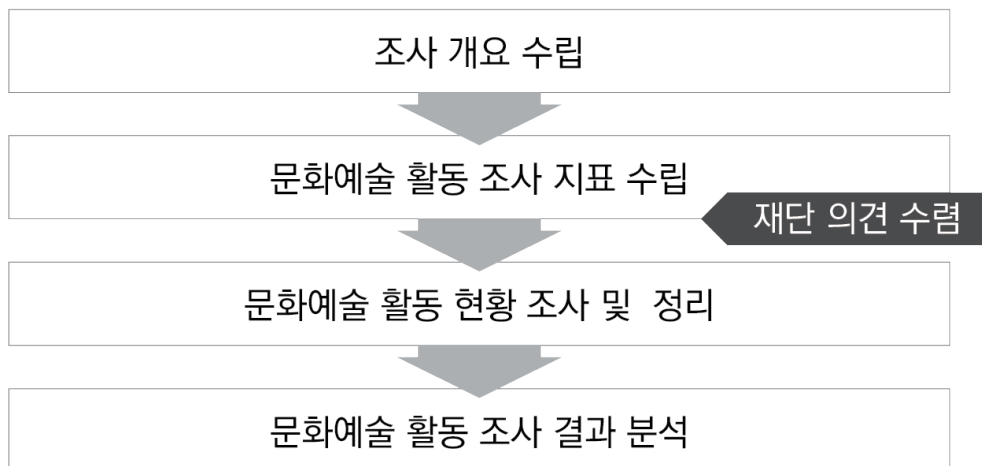 조사 개요 수립
문화예술 활동 조사 지표 수립
재단 의견 수렴
문화예술 활동 현황 조사 및 정리
문화예술 활동 조사 결과 분석